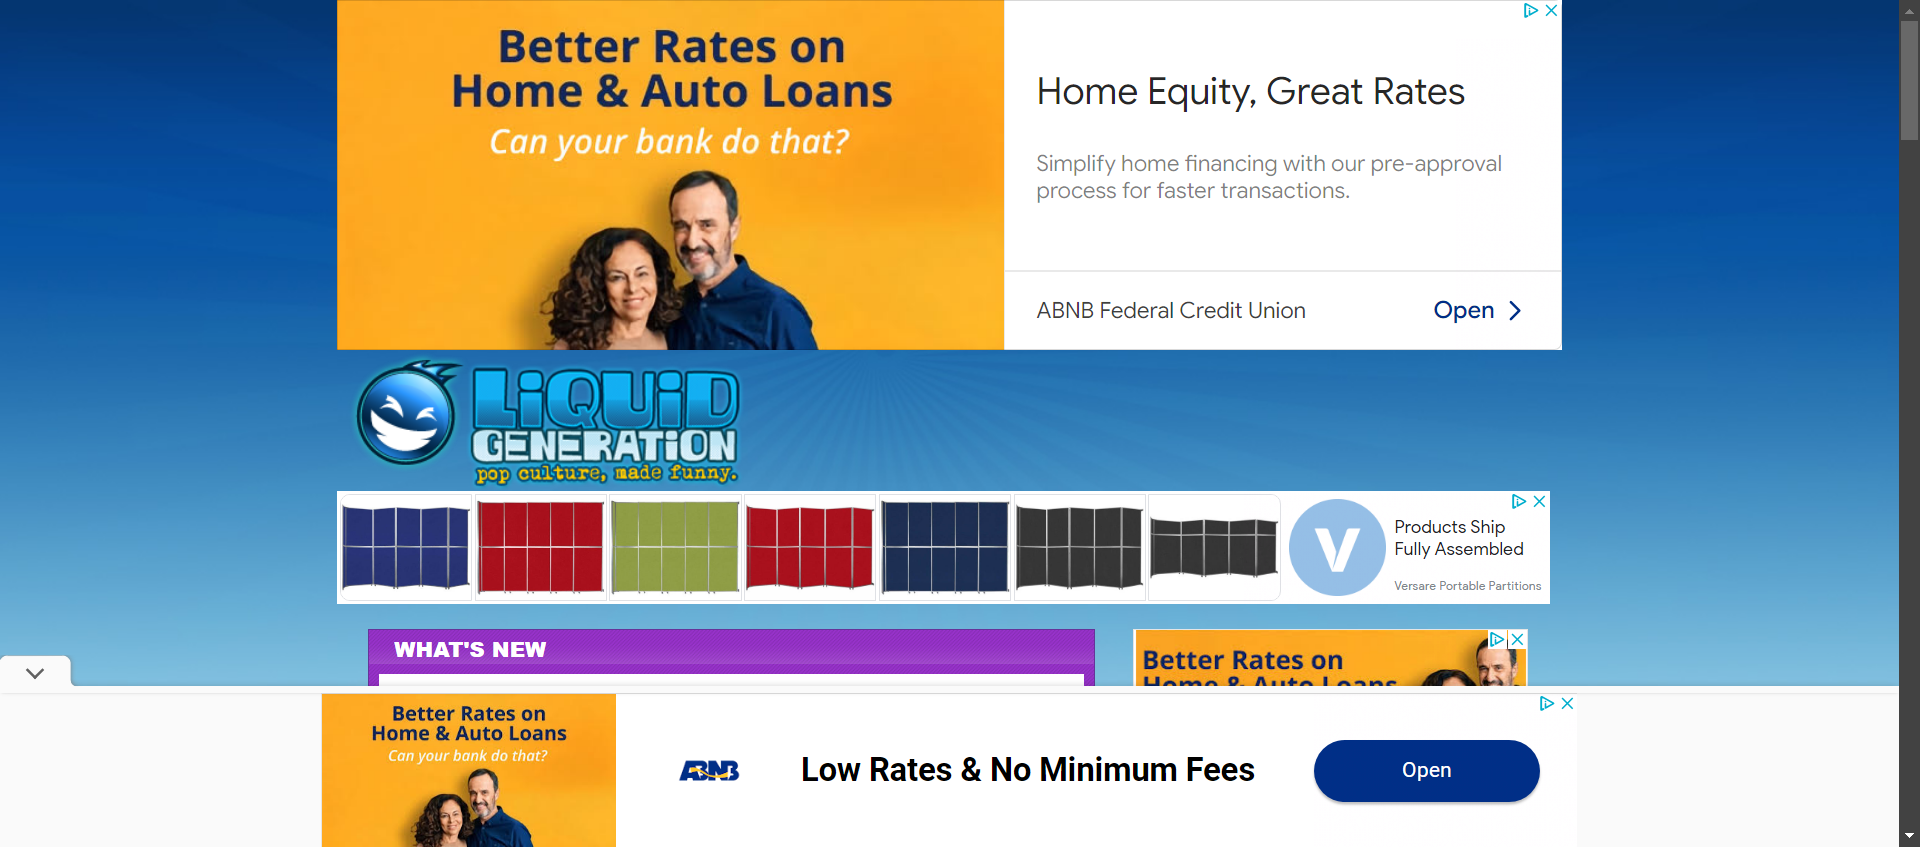 Better Rates on
Home & Auto Loans
Can your bank do that?
Home Equity, Great Rates
Simplify home financing with our pre-approval
process for faster transactions.
ABNB Federal Credit Union
Open
LiQUiD
GENERATiON
pop culture, made funny.
Products Ship
Fully Assembled
Versare Portable Partitions
WHAT'S NEW
Better Rates on
Home & Auto Loans
Better Rates on
Home & Auto Loans
Can your bank do that?
ABNB
Low Rates & No Minimum Fees
Open